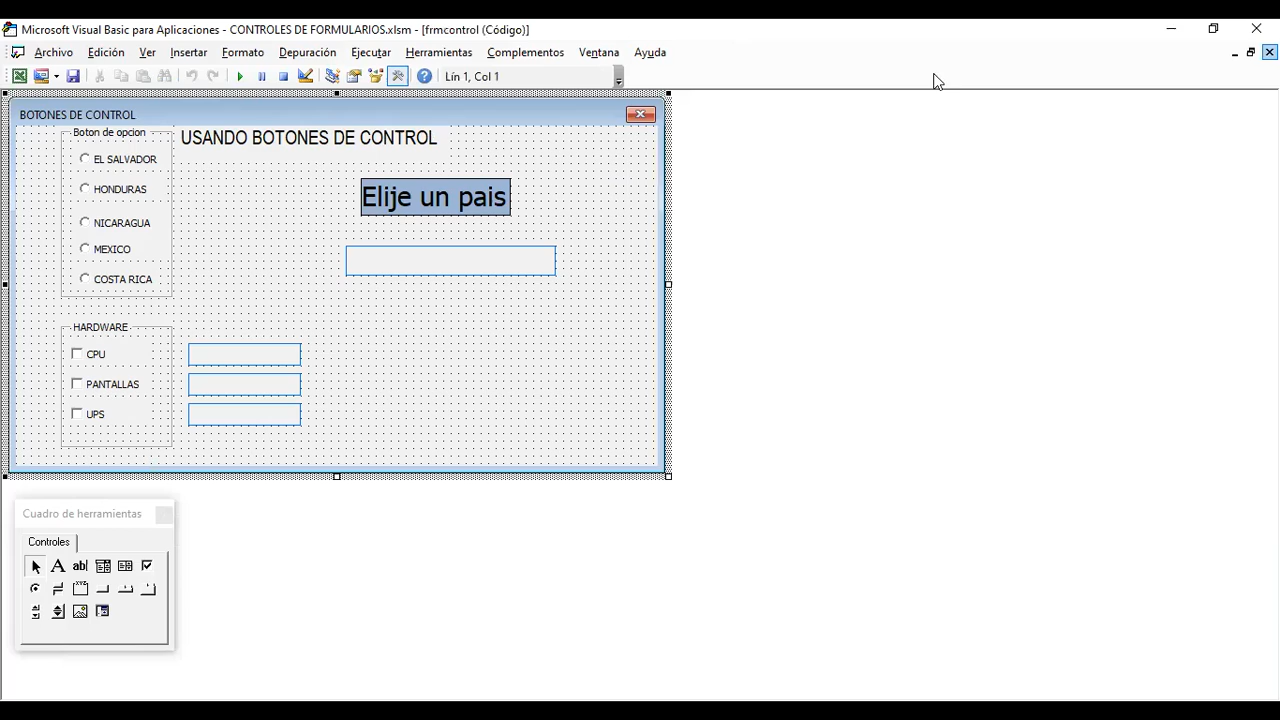 Microsoft Visual Basic para Aplicaciones - CONTROLES DE FORMULARIOS.xlsm - [frmcontrol (Código)]
Archivo Edición Ver Insertar Formato Depuración Ejecutar Herramientas Complementos Ventana Ayuda
Lín 1, Col 1
BOTONES DE CONTROL
Boton de opcion
USANDO BOTONES DE CONTROL
EL SALVADOR
HONDURAS
Elije un pais
NICARAGUA
MEXICO
COSTA RICA
HARDWARE
CPU
PANTALLAS
UPS
Cuadro de herramientas
Controles
A ab|